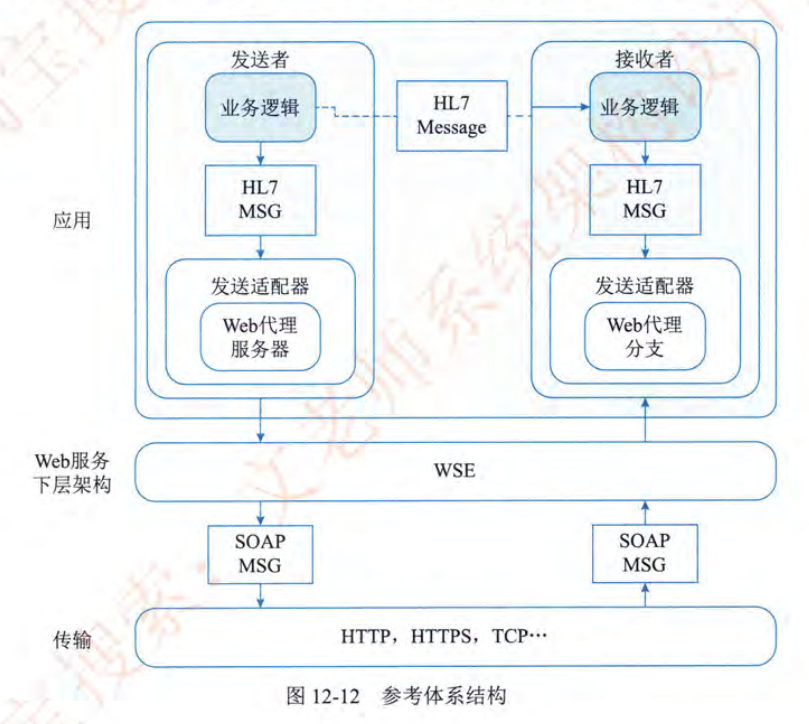 发送者
接收者
业务逻辑
HL7
Message
业务逻辑
HL7
MSG
HL7
MSG
应用
发送适配器
发送适配器
Web代理
服务器
Web代理
分支
Web服务
下层架构
WSE
SOAP
MSG
SOAP
MSG
传输
HTTP，HTTPS，TCP…
图 12-12 参考体系结构